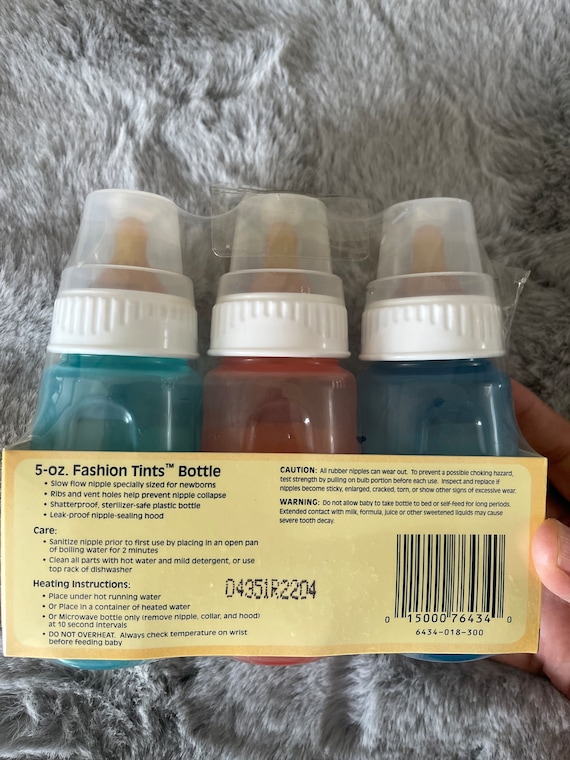 5-oz. Fashion Tints™ Bottle
• Slow flow nipple specially sized for newborns
• Ribs and vent holes help prevent nipple collapse
• Shatterproof, sterilizer-safe plastic bottle
• Leak-proof nipple-sealing hood
Care:
• Sanitize nipple prior to first use by placing in an open pan
of boiling water for 2 minutes
• Clean all parts with hot water and mild detergent, or use
top rack of dishwasher
Heating Instructions:
• Place under hot running water
• Or Place in a container of heated water
• Or Microwave bottle only (remove nipple, collar, and hood)
at 10 second intervals
• DO NOT OVERHEAT. Always check temperature on wrist
before feeding baby
CAUTION: All rubber nipples can wear out. To prevent a possible choking hazard,
test strength by pulling on bulb portion before each use. Inspect and replace if
nipples become sticky, enlarged, cracked, torn, or show other signs of excessive wear.
WARNING: Do not allow baby to take bottle to bed or self-feed for long periods.
Extended contact with milk, formula, juice or other sweetened liquids may cause
severe tooth decay.
04351R2204
0 15000 76434 0
6434-018-300